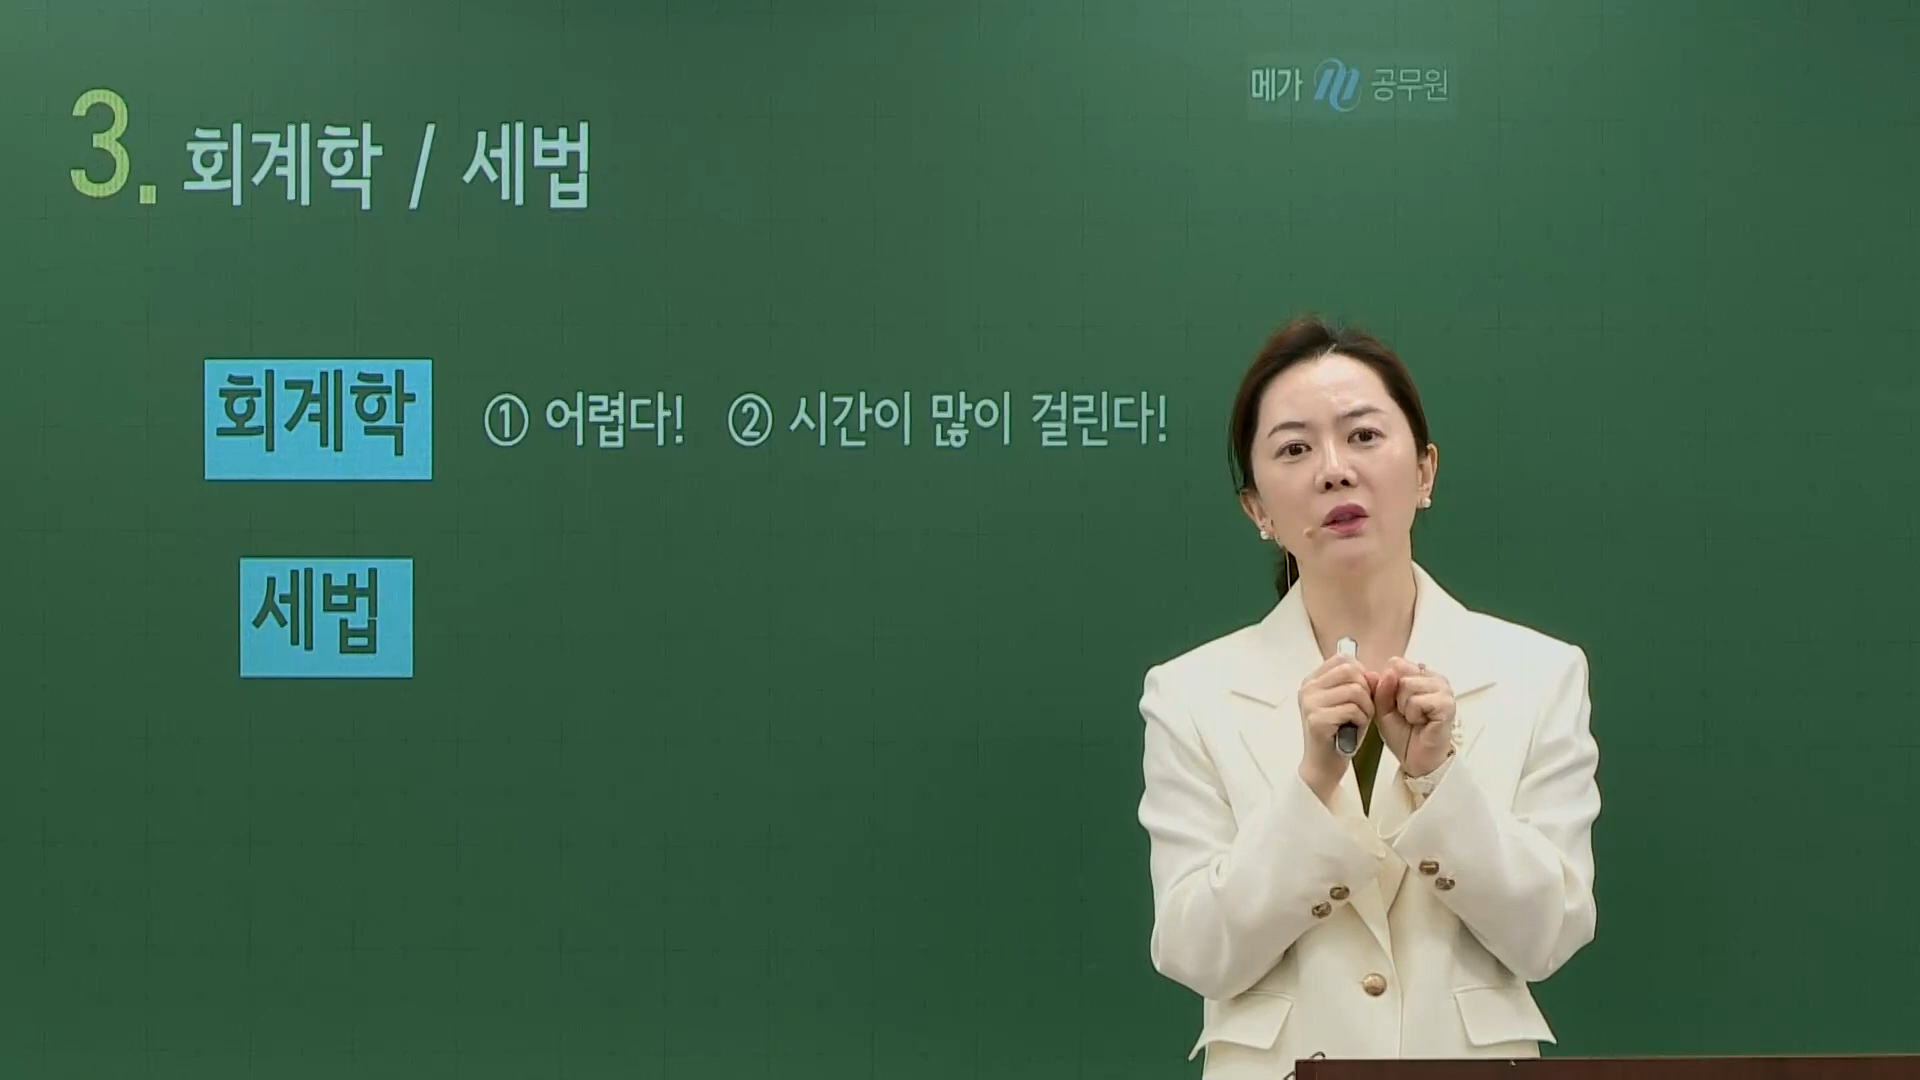 메가 공무원
3. 회계학 / 세법
회계학 ① 어렵다! ② 시간이 많이 걸린다!
세법